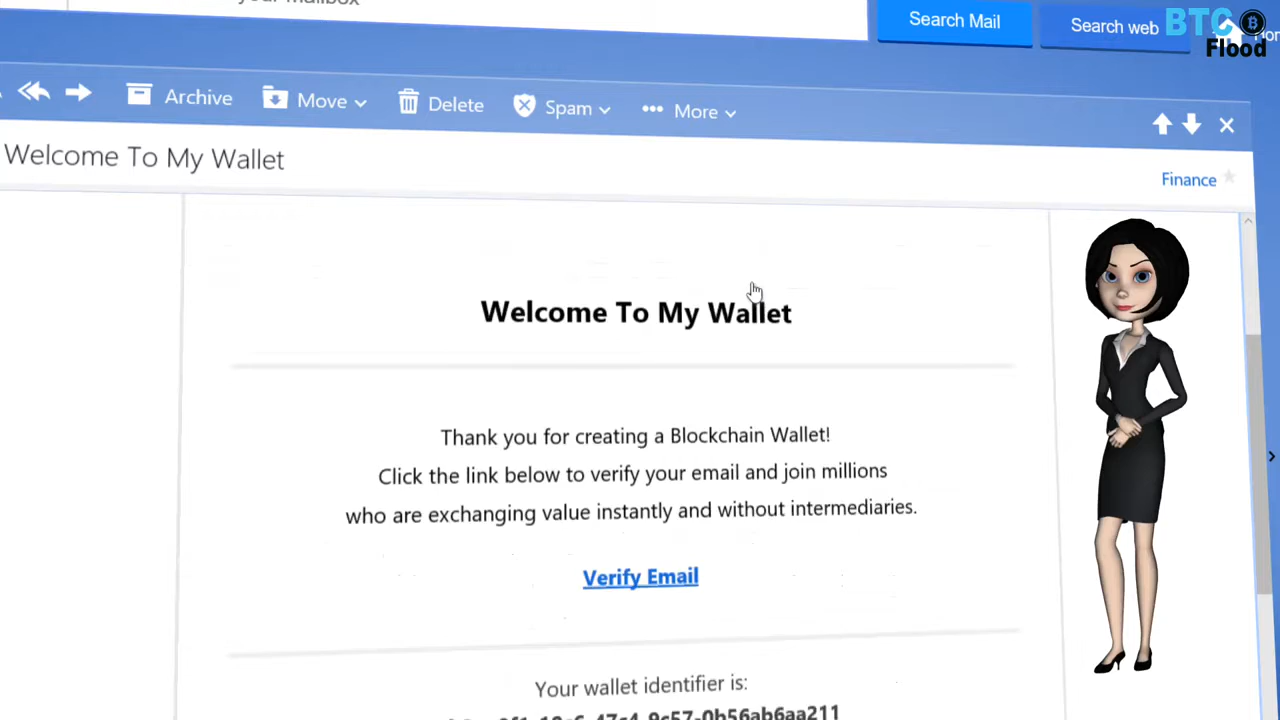 your mailbox
Search Mail
Search web
BTC
Flood
Archive
Move
Delete
Spam
More
Welcome To My Wallet
Finance
Welcome To My Wallet
Thank you for creating a Blockchain Wallet!
Click the link below to verify your email and join millions
who are exchanging value instantly and without intermediaries.
Verify Email
Your wallet identifier is: